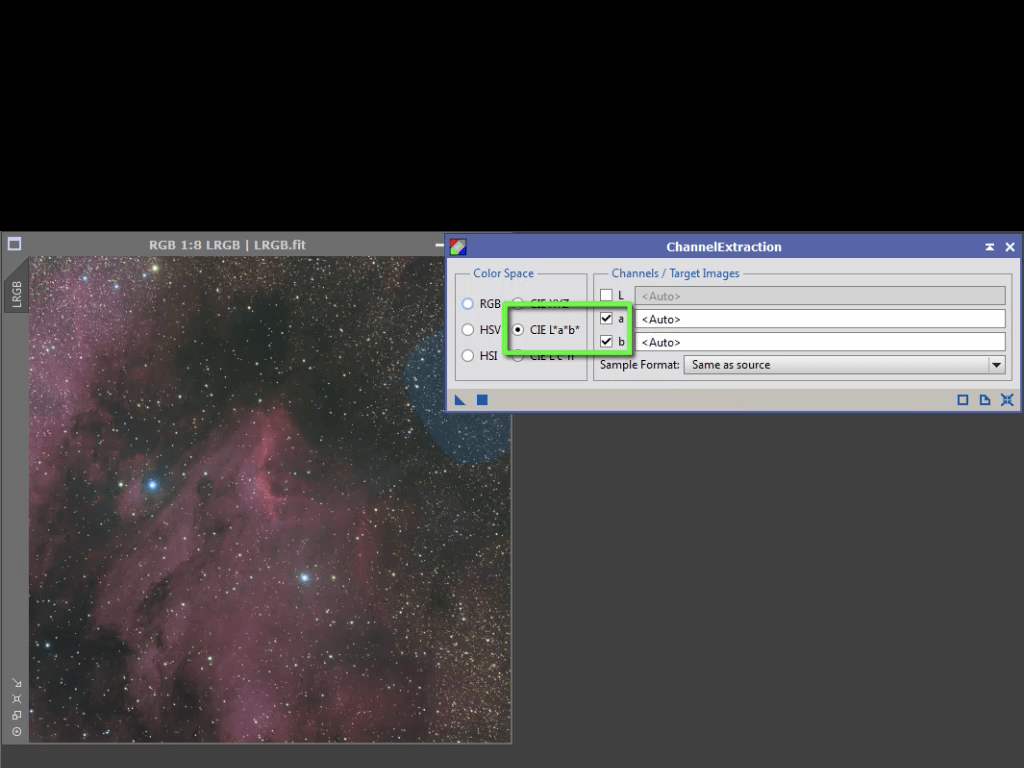 RGB 1:8 LRGB | LRGB.fit
LRGB
ChannelExtraction
Color Space
RGB
CIE XYZ
HSV
CIE L*a*b*
HSI
CIE L*c*h*
Channels / Target Images
L <Auto>
a <Auto>
b <Auto>
Sample Format: Same as source